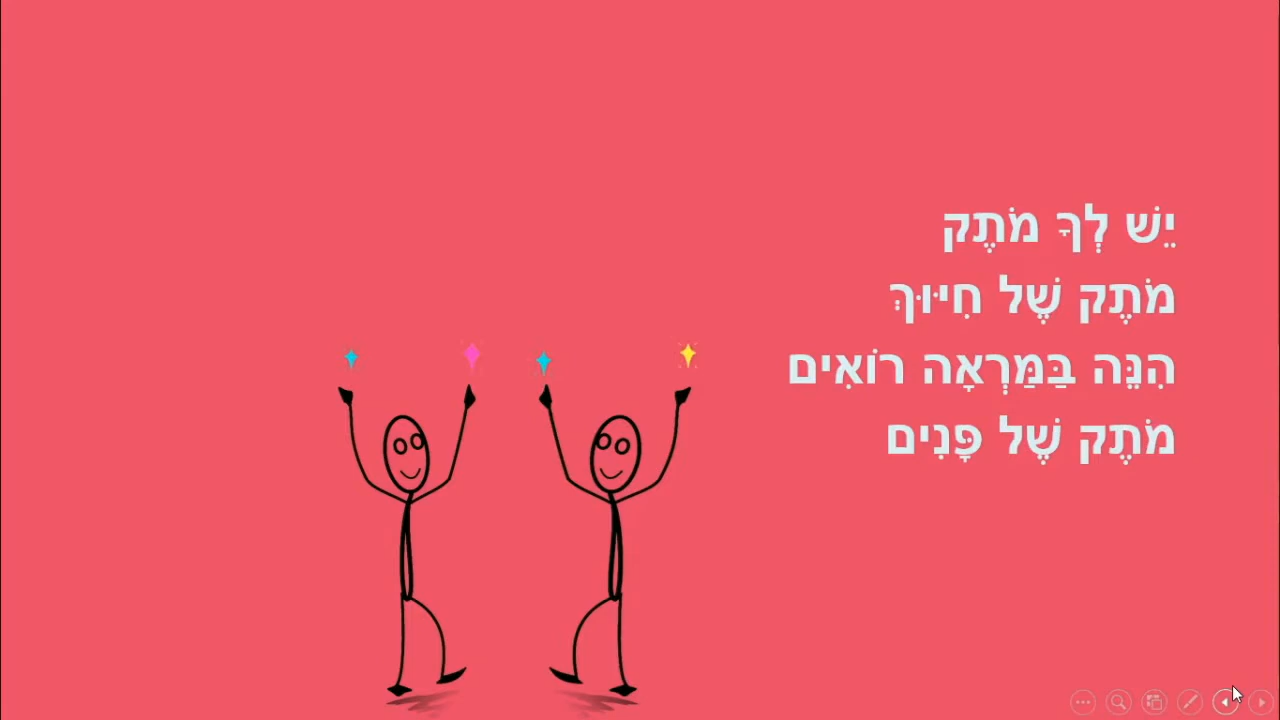 יֵשׁ לְךָ מֹתֶק
מֹתֶק שֶׁל חִיּוּךְ
הִנֵּה בַּמַּרְאָה רוֹאִים
מֹתֶק שֶׁל פָּנִים